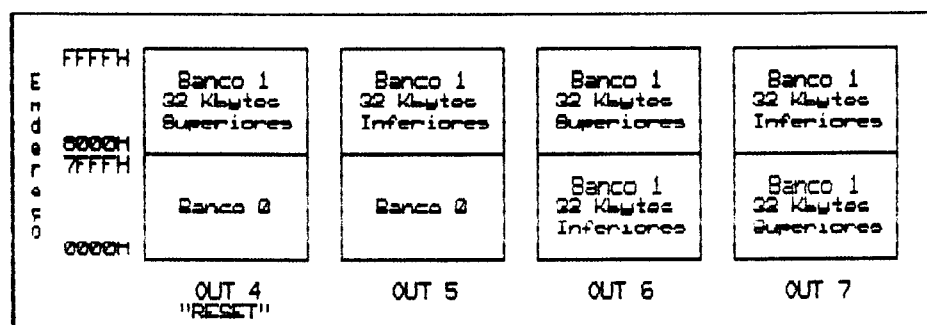 Endereço
FFFFH
8000H
7FFFH
0000H
Banco 1
32 Kbytes
Superiores
Banco 0
OUT 4
"RESET"
Banco 1
32 Kbytes
Inferiores
Banco 0
OUT 5
Banco 1
32 Kbytes
Superiores
Banco 1
32 Kbytes
Inferiores
OUT 6
Banco 1
32 Kbytes
Inferiores
Banco 1
32 Kbytes
Superiores
OUT 7